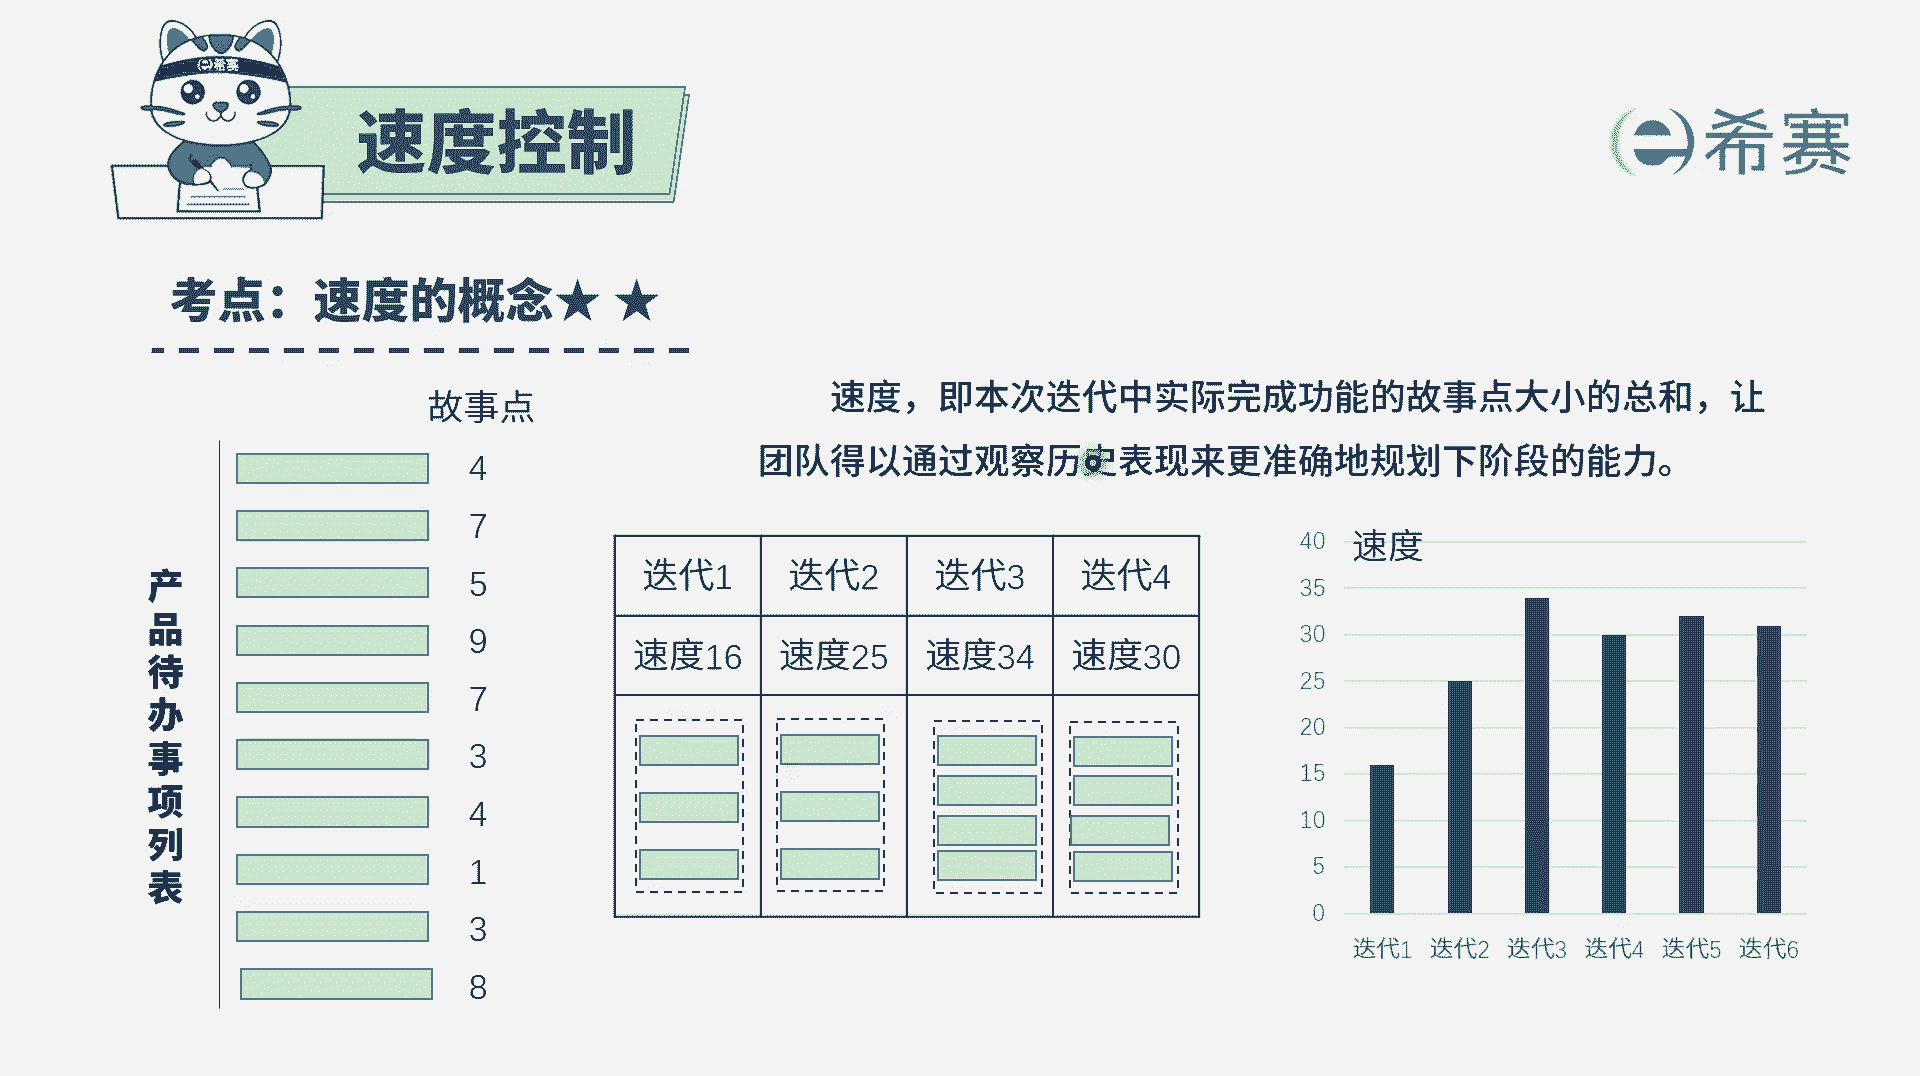 希赛
速度控制
希赛
考点：速度的概念★ ★
故事点
产品待办事项列表
4
7
5
9
7
3
4
1
3
8
速度，即本次迭代中实际完成功能的故事点大小的总和，让
团队得以通过观察历史表现来更准确地规划下阶段的能力。
迭代1 迭代2 迭代3 迭代4
速度16 速度25 速度34 速度30
速度
40
35
30
25
20
15
10
5
0
迭代1 迭代2 迭代3 迭代4 迭代5 迭代6